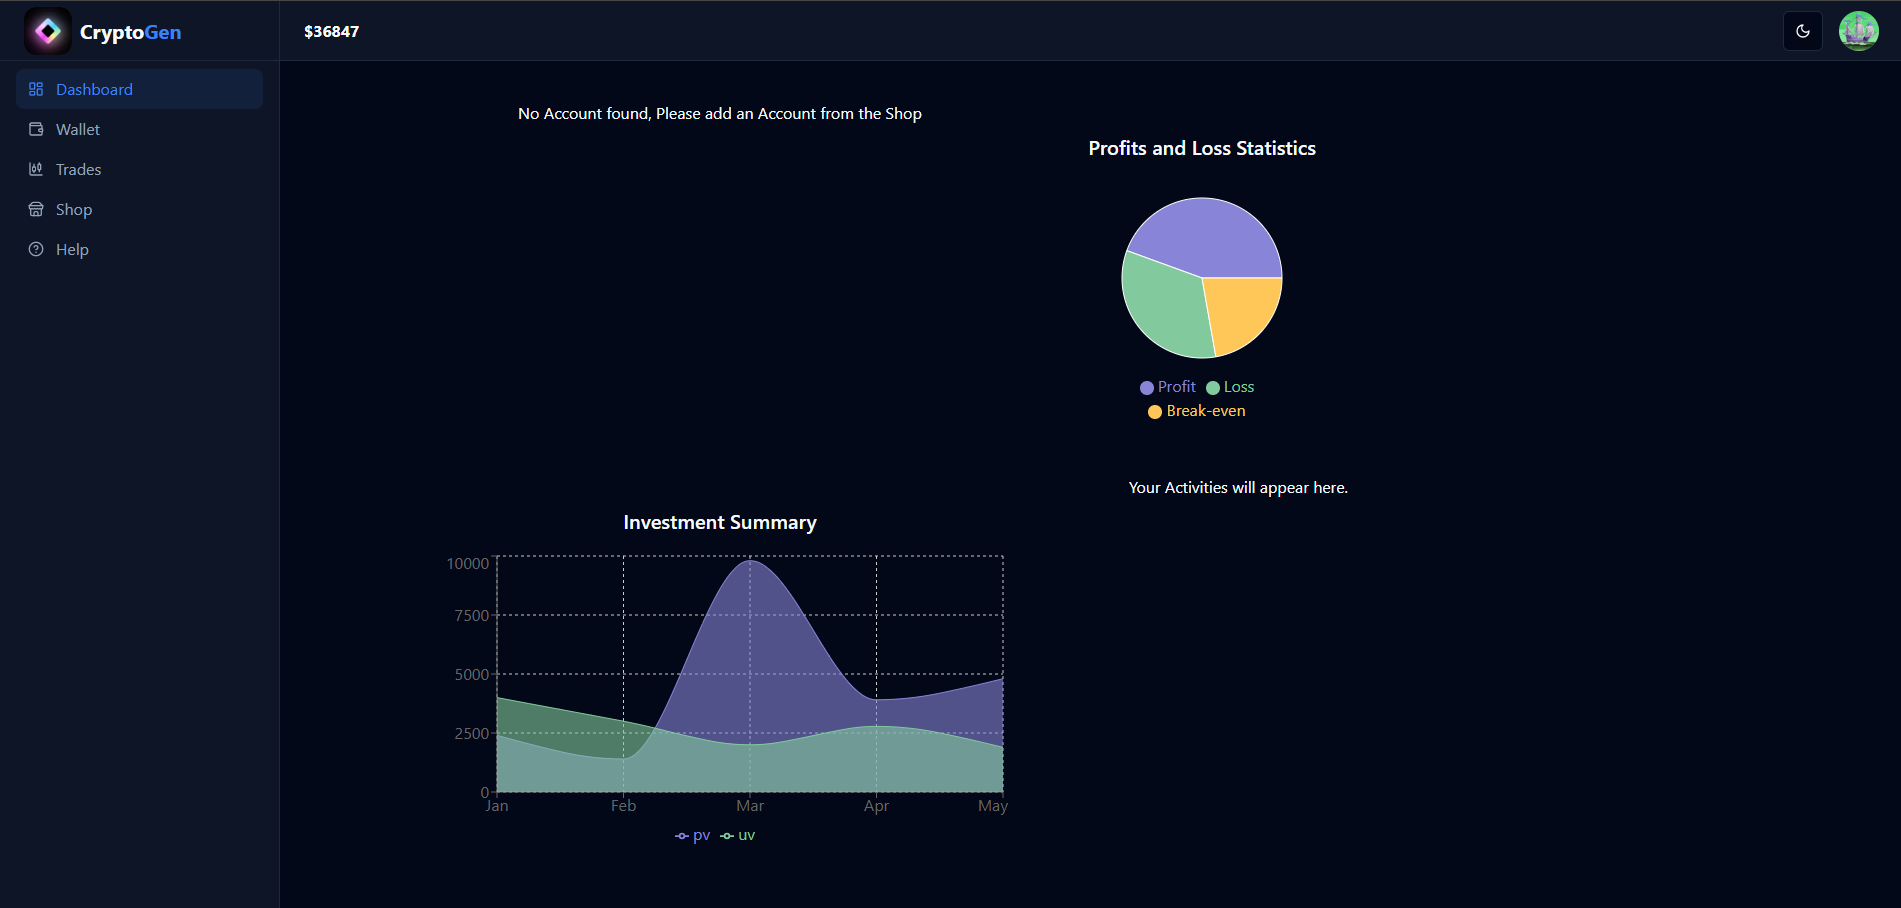 CryptoGen
$36847
Dashboard
Wallet
Trades
Shop
Help
No Account found, Please add an Account from the Shop
Profits and Loss Statistics
Profit Loss
Break-even
Your Activities will appear here.
Investment Summary
10000
7500
5000
2500
0
Jan Feb Mar Apr May
pv uv